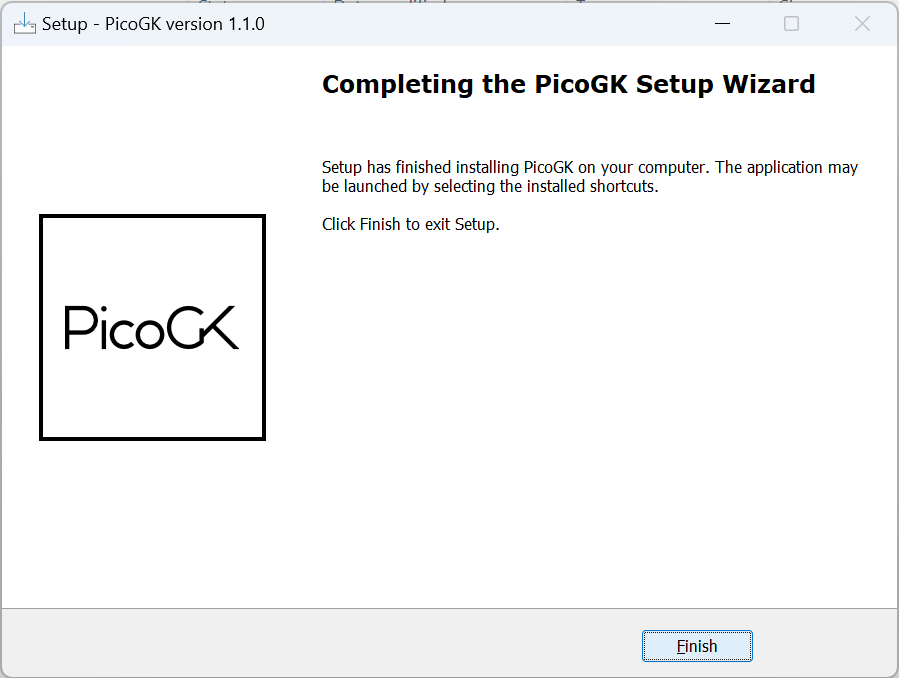 Setup - PicoGK version 1.1.0
Completing the PicoGK Setup Wizard
Setup has finished installing PicoGK on your computer. The application may
be launched by selecting the installed shortcuts.
Click Finish to exit Setup.
PicoGK
Finish